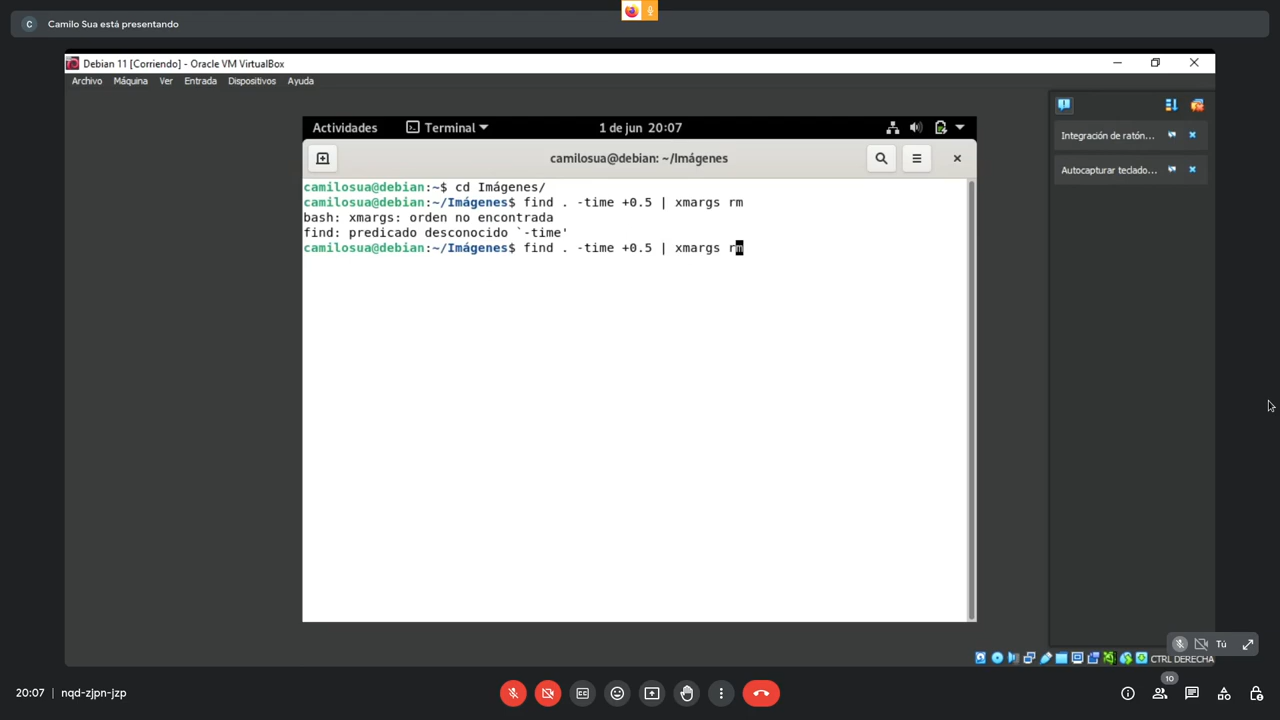 C Camilo Sua está presentando
Debian 11 [Corriendo] - Oracle VM VirtualBox
Archivo Máquina Ver Entrada Dispositivos Ayuda
Actividades Terminal 1 de jun 20:07
Integración de ratón...
Autocapturar teclado...
camilosua@debian: ~/Imágenes
camilosua@debian:~$ cd Imágenes/
camilosua@debian:~/Imágenes$ find . -time +0.5 | xmargs rm
bash: xmargs: orden no encontrada
find: predicado desconocido `-time'
camilosua@debian:~/Imágenes$ find . -time +0.5 | xmargs rm
Tú
CTRL DERECHA
20:07 nqd-zjpn-jzp
10